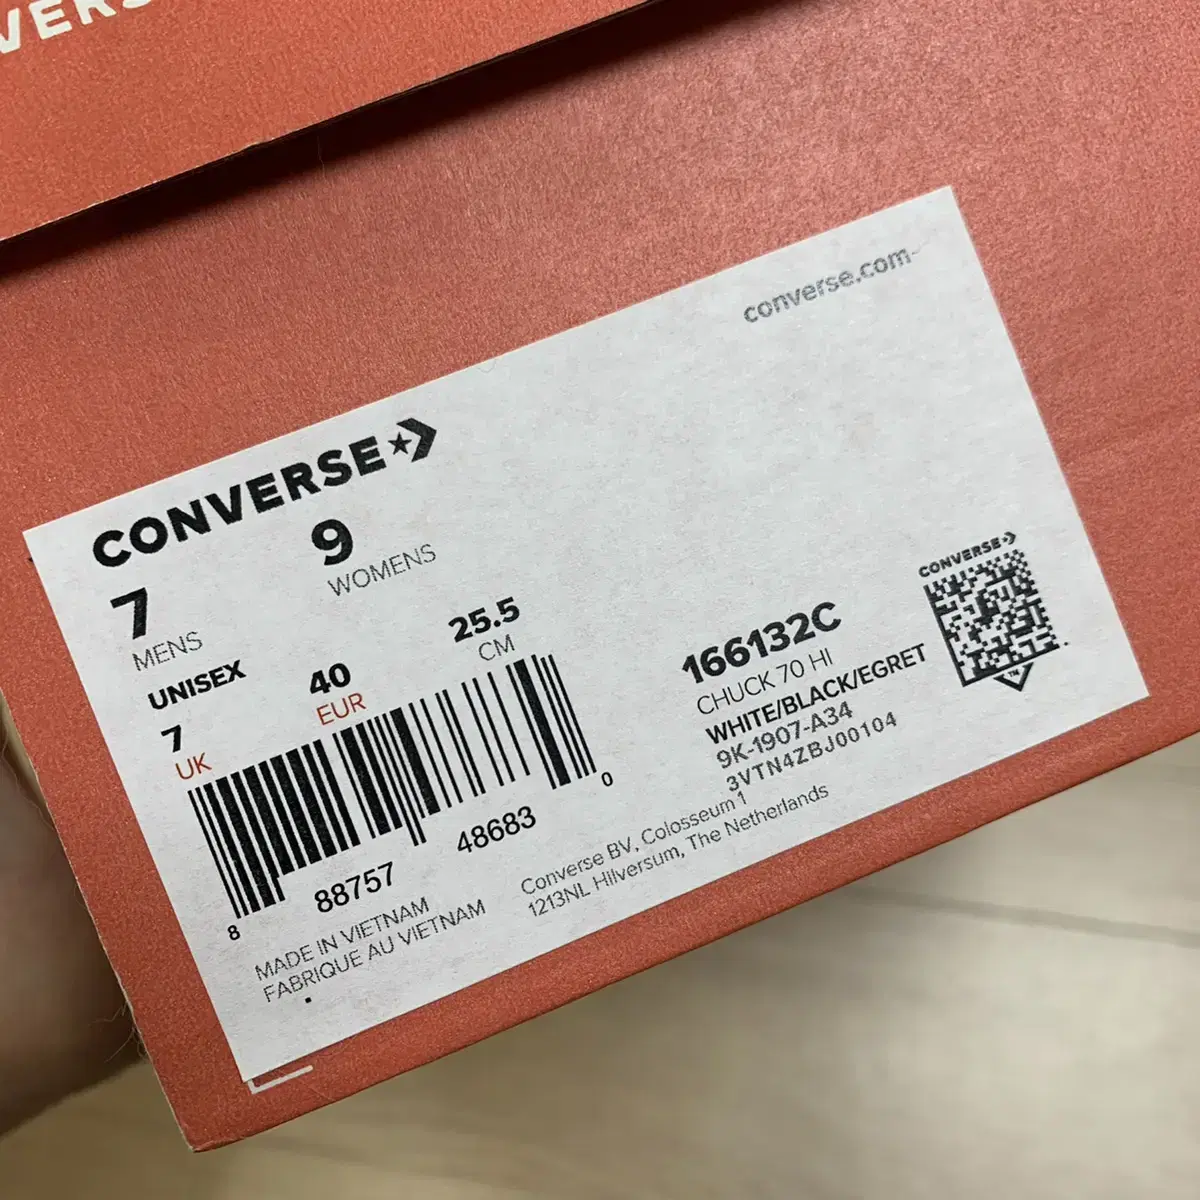 VERS
converse.com
CONVERSE
7
MENS
9
WOMENS
UNISEX
7
UK
40
EUR
25.5
CM
8 88757 48683 0
MADE IN VIETNAM
FABRIQUE AU VIETNAM
166132C
CHUCK 70 HI
WHITE/BLACK/EGRET
9K-1907-A34
3VTN4ZBJ00104
Converse BV, Colosseum 1
1213NL Hilversum, The Netherlands
CONVERSE
TM